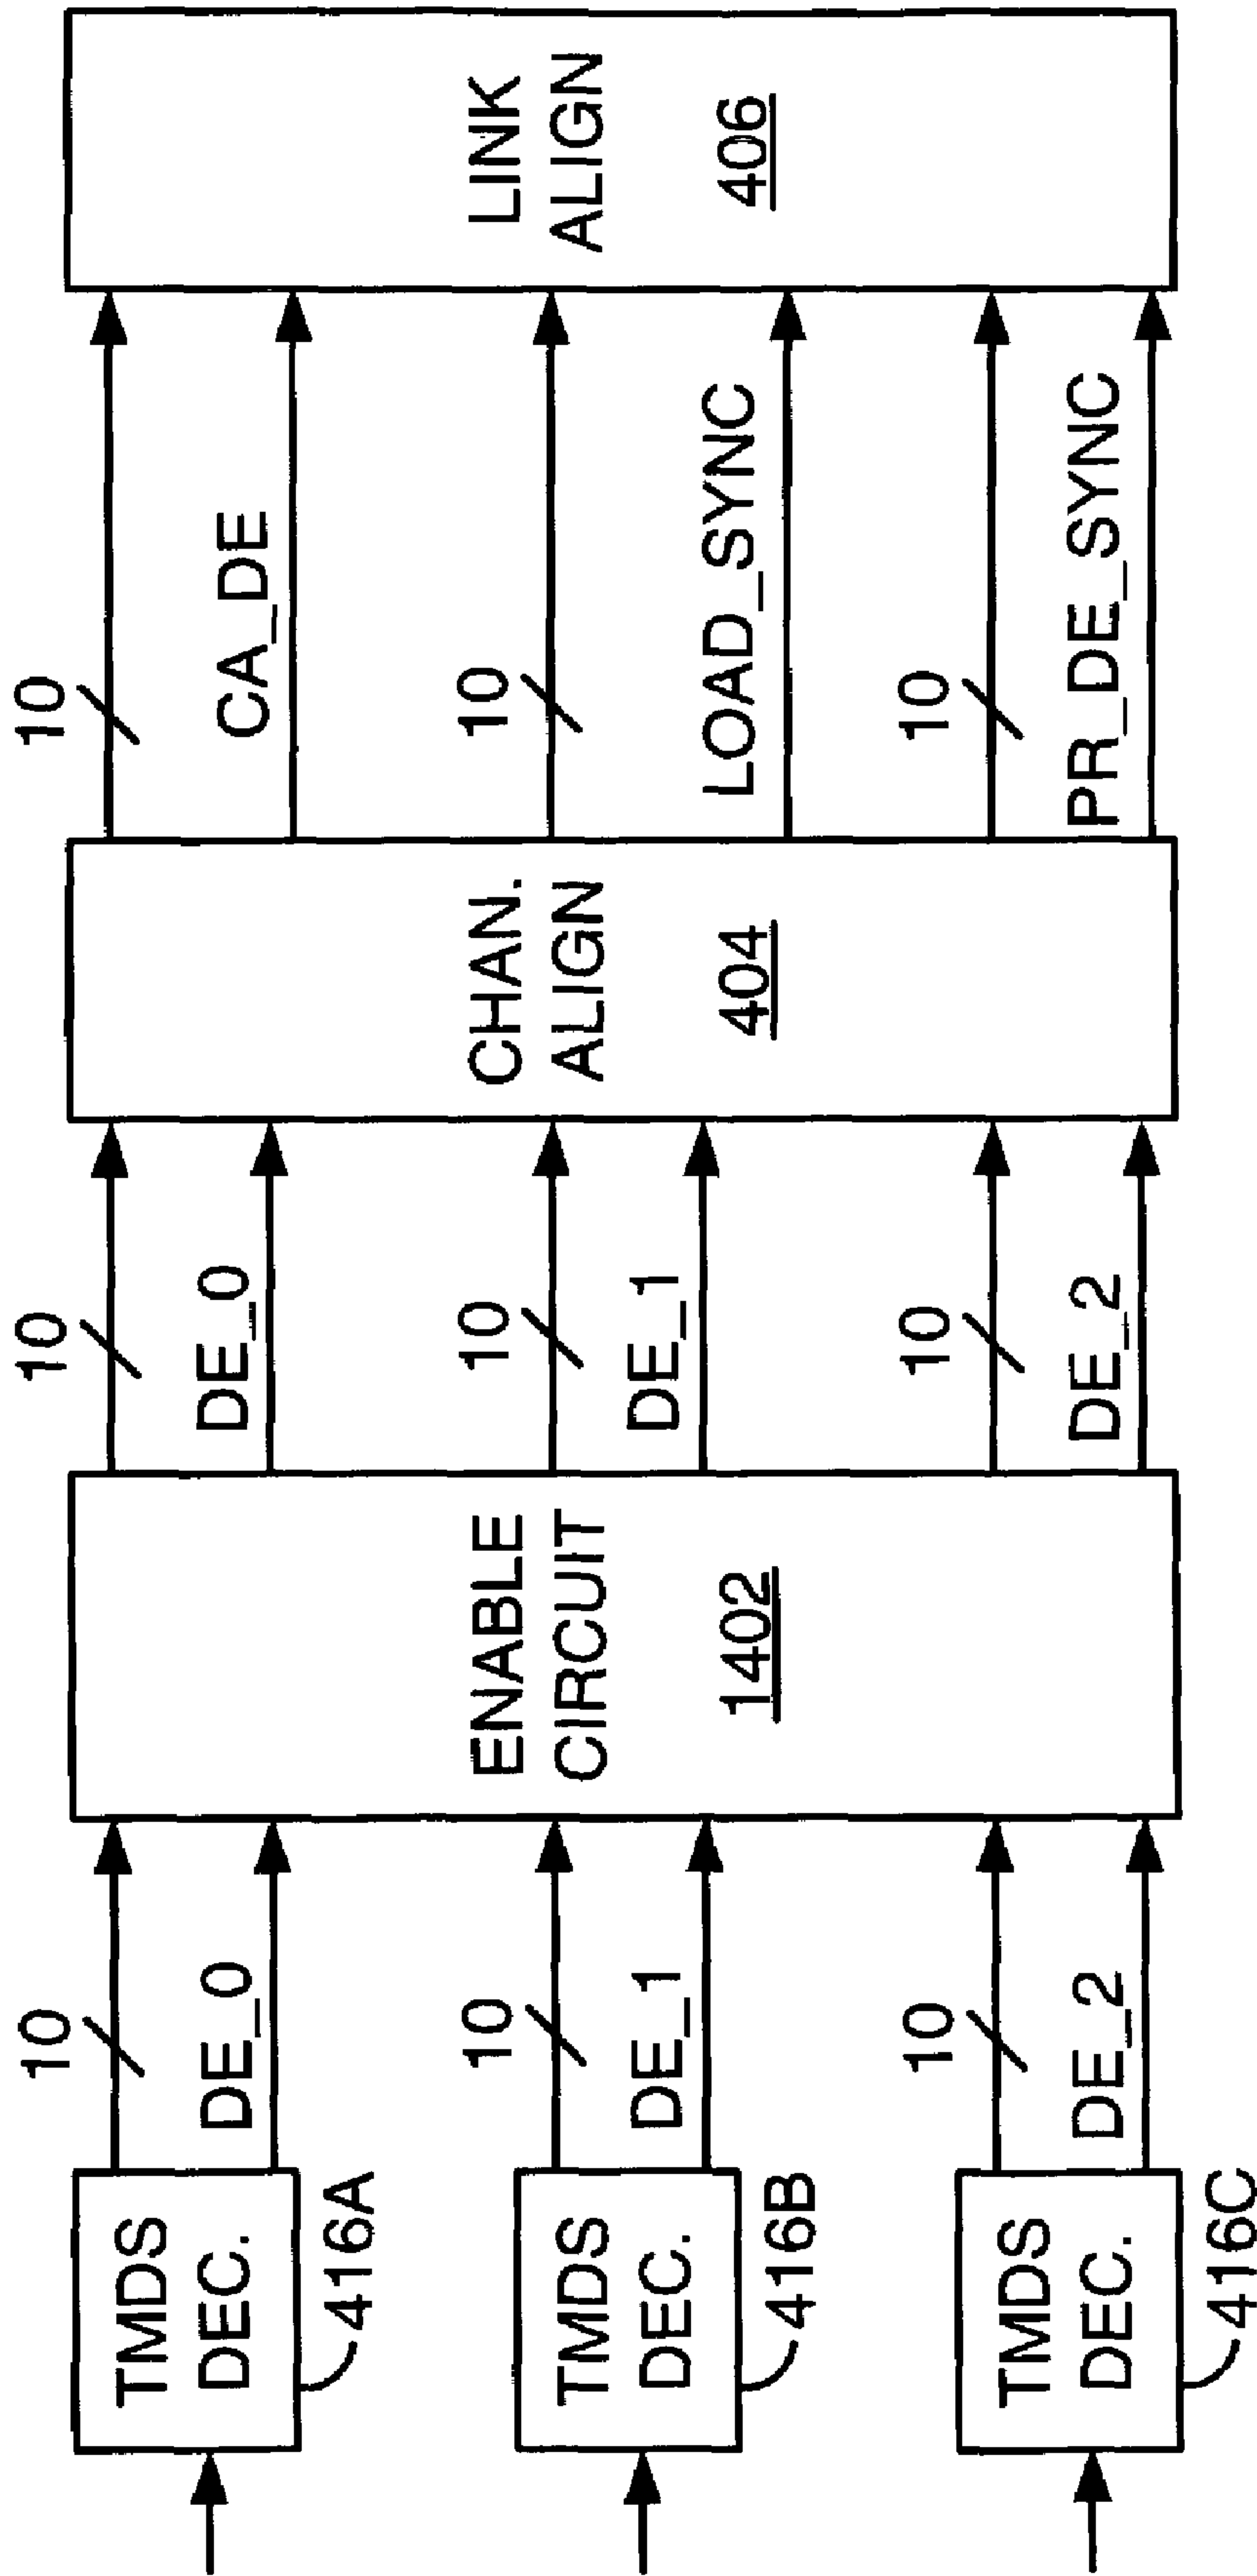 TMDS
DEC.
416A
10
DE_0
TMDS
DEC.
416B
10
DE_1
TMDS
DEC.
416C
10
DE_2
ENABLE
CIRCUIT
1402
10
DE_0
10
DE_1
10
DE_2
CHAN.
ALIGN
404
10
CA_DE
10
LOAD_SYNC
10
PR_DE_SYNC
LINK
ALIGN
406